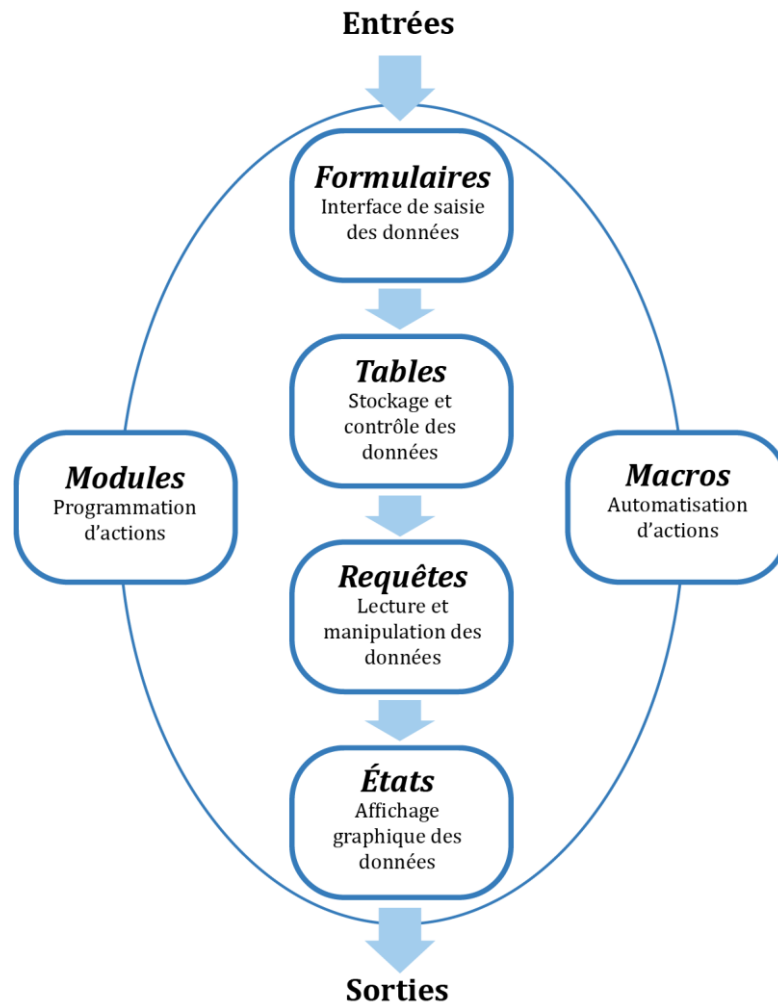 Entrées
Formulaires
Interface de saisie
des données
Tables
Stockage et
contrôle des
données
Modules
Programmation
d’actions
Macros
Automatisation
d’actions
Requêtes
Lecture et
manipulation des
données
États
Affichage
graphique des
données
Sorties